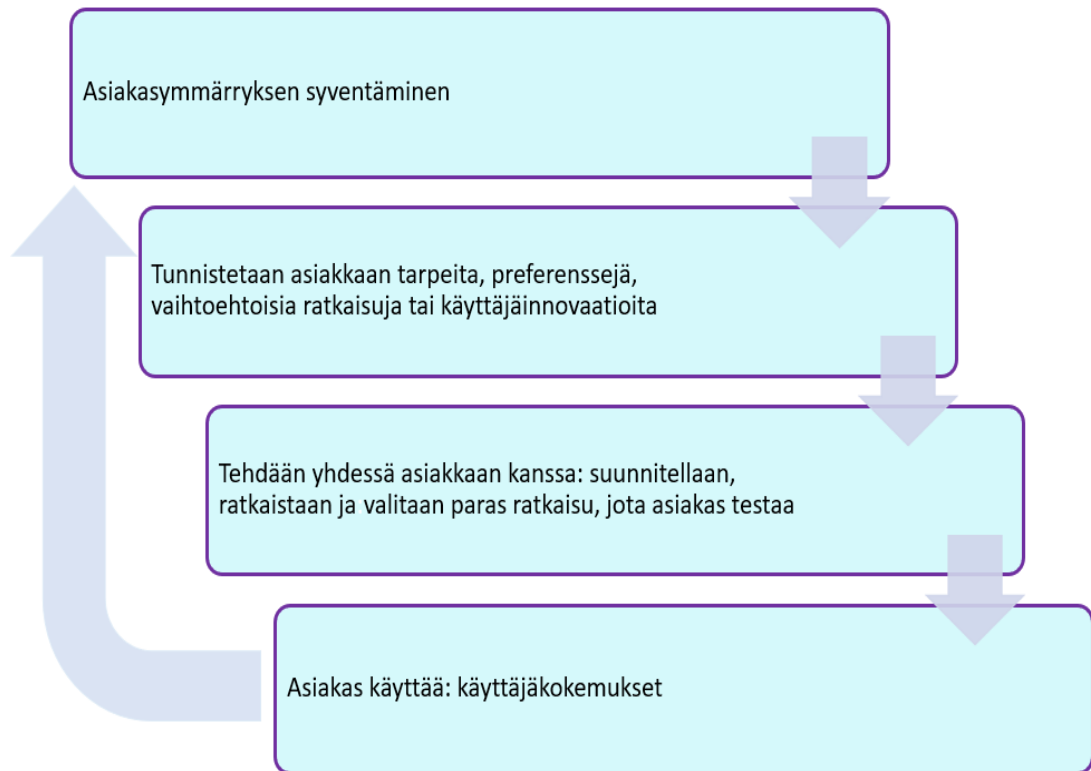 Asiakasymmärryksen syventäminen
Tunnistetaan asiakkaan tarpeita, preferenssejä,
vaihtoehtoisia ratkaisuja tai käyttäjäinnovaatioita
Tehdään yhdessä asiakkaan kanssa: suunnitellaan,
ratkaistaan ja valitaan paras ratkaisu, jota asiakas testaa
Asiakas käyttää: käyttäjäkokemukset